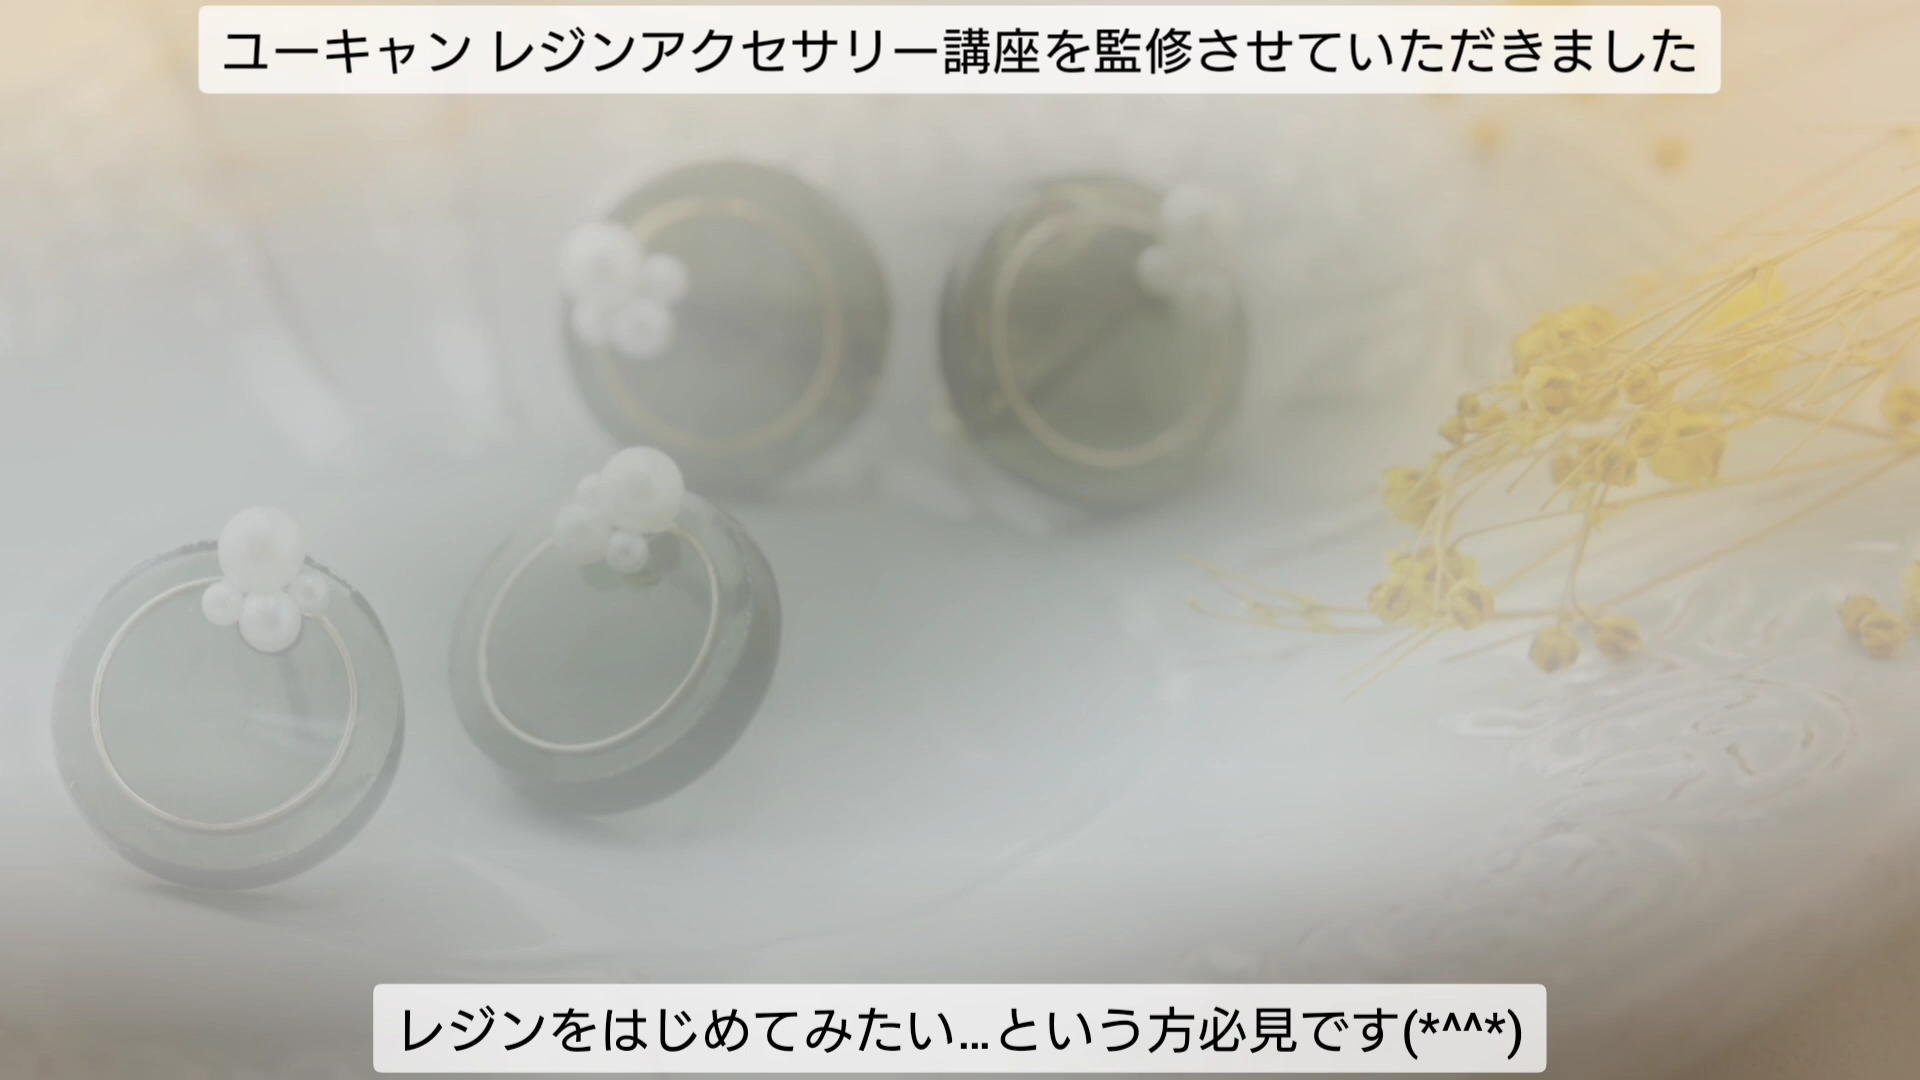 ユーキャン レジンアクセサリー講座を監修させていただきました
レジンをはじめてみたい...という方必見です(*^^*)